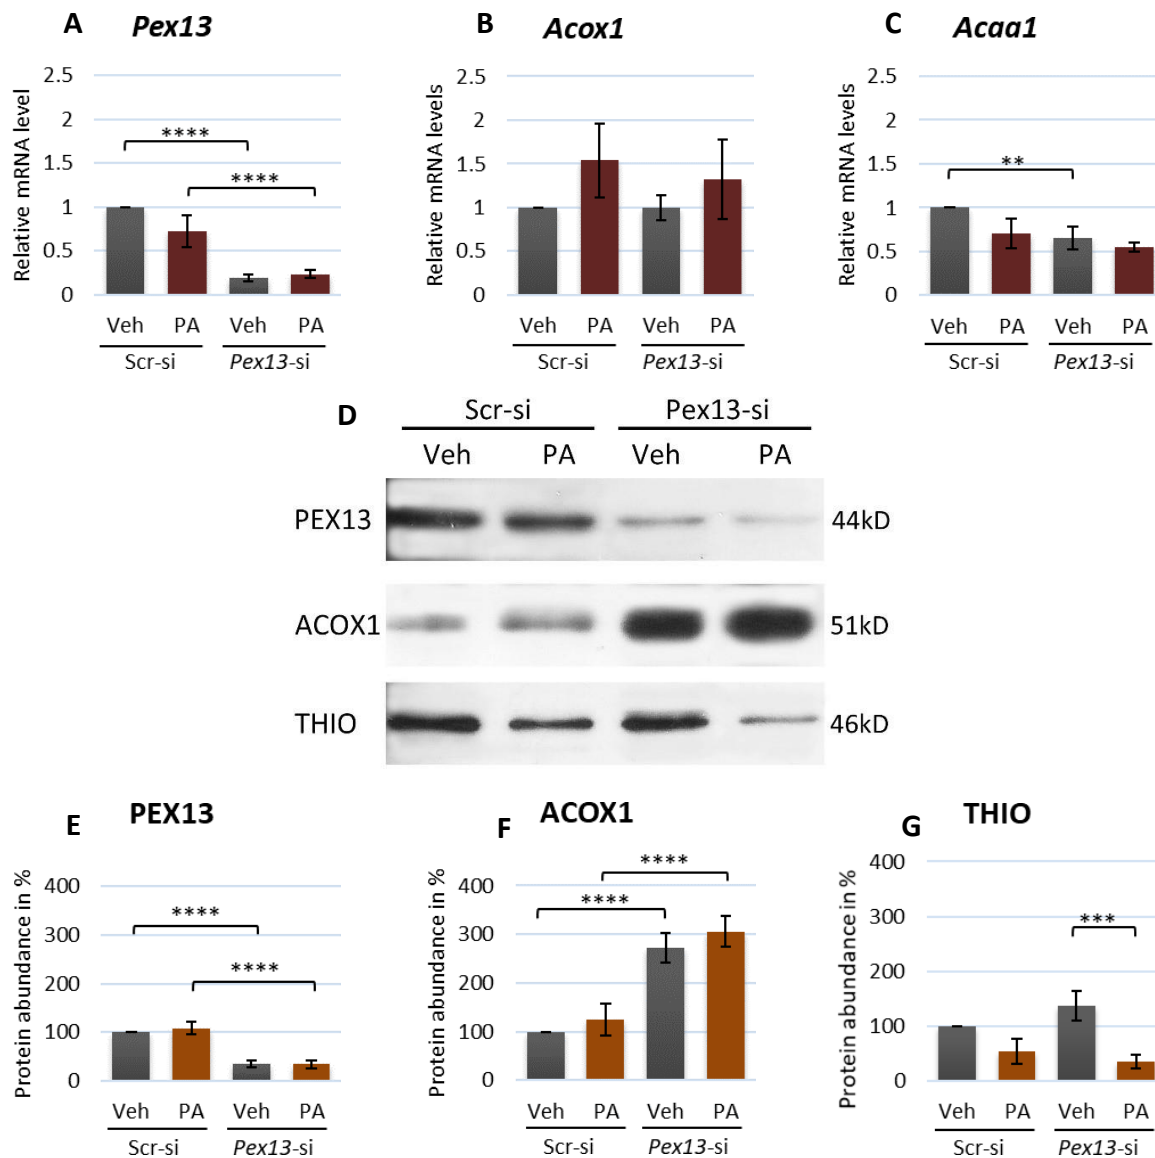 A Pex13
Relative mRNA level
2.5
2
1.5
1
0.5
0
****
****
Veh PA Veh PA
Scr-si Pex13-si
B Acox1
Relative mRNA levels
2.5
2
1.5
1
0.5
0
Veh PA Veh PA
Scr-si Pex13-si
C Acaa1
Relative mRNA levels
2.5
2
1.5
1
0.5
0
**
Veh PA Veh PA
Scr-si Pex13-si
D Scr-si Pex13-si
Veh PA Veh PA
PEX13 44kD
ACOX1 51kD
THIO 46kD
E PEX13
Protein abundance in %
400
300
200
100
0
****
****
Veh PA Veh PA
Scr-si Pex13-si
F ACOX1
Protein abundance in %
400
300
200
100
0
****
****
Veh PA Veh PA
Scr-si Pex13-si
G THIO
Protein abundance in %
400
300
200
100
0
***
Veh PA Veh PA
Scr-si Pex13-si